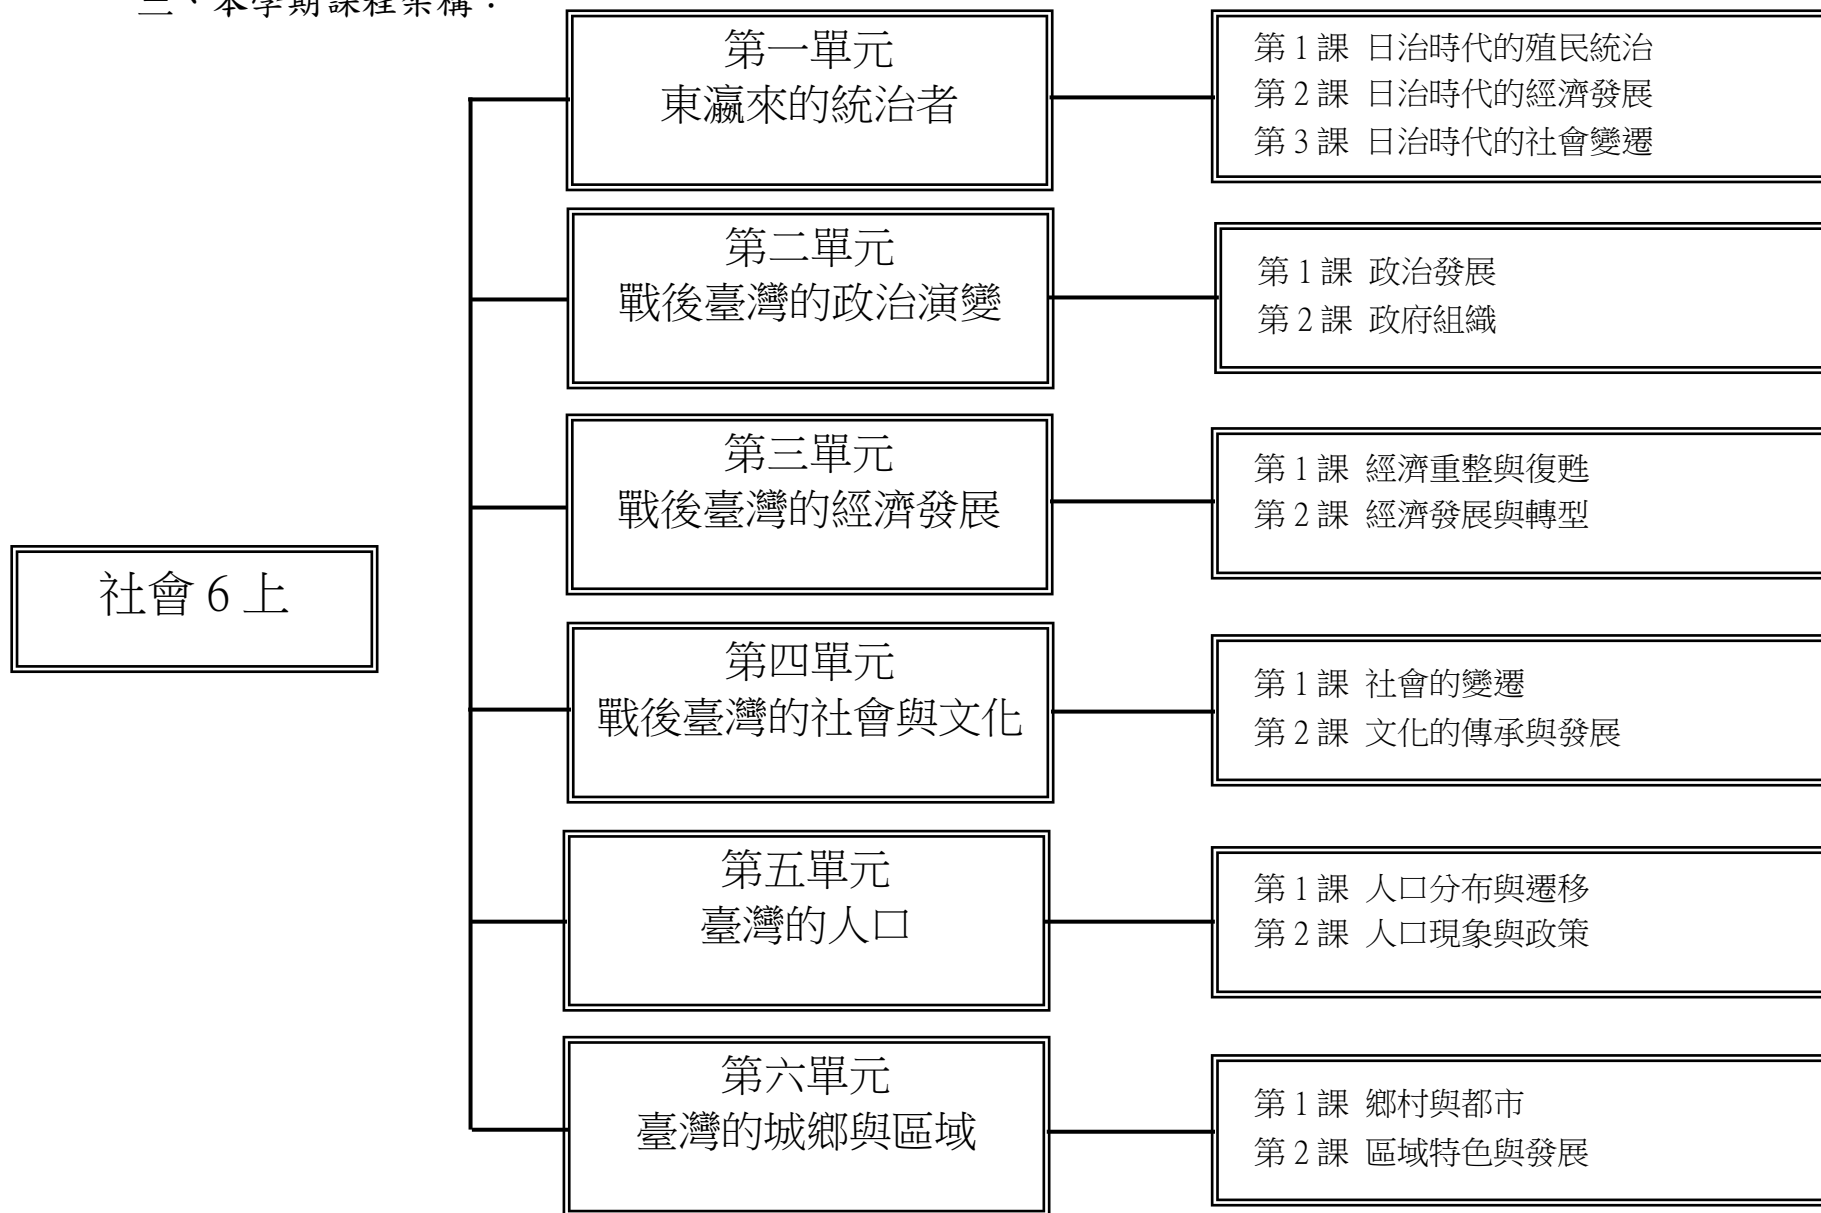 三、本學期課程架構：
社會 6 上
第一單元
東瀛來的統治者
第 1 課 日治時代的殖民統治
第 2 課 日治時代的經濟發展
第 3 課 日治時代的社會變遷
第二單元
戰後臺灣的政治演變
第 1 課 政治發展
第 2 課 政府組織
第三單元
戰後臺灣的經濟發展
第 1 課 經濟重整與復甦
第 2 課 經濟發展與轉型
第四單元
戰後臺灣的社會與文化
第 1 課 社會的變遷
第 2 課 文化的傳承與發展
第五單元
臺灣的人口
第 1 課 人口分布與遷移
第 2 課 人口現象與政策
第六單元
臺灣的城鄉與區域
第 1 課 鄉村與都市
第 2 課 區域特色與發展